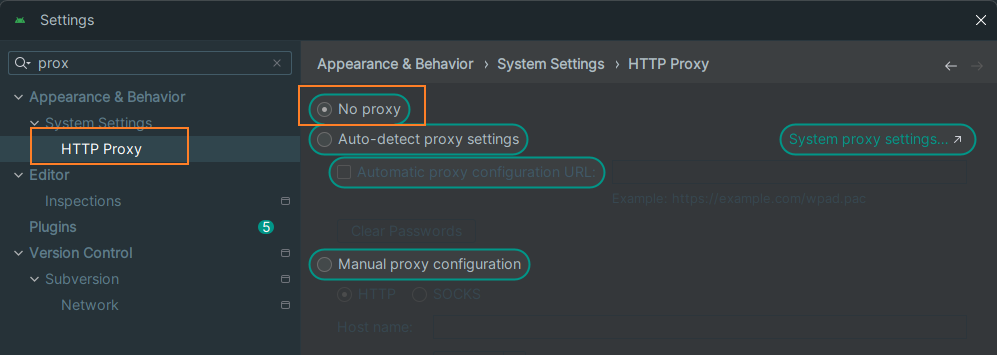 Settings
prox
Appearance & Behavior › System Settings › HTTP Proxy
Appearance & Behavior
System Settings
HTTP Proxy
Editor
Inspections
Plugins 5
Version Control
Subversion
Network
No proxy
Auto-detect proxy settings
System proxy settings...
Automatic proxy configuration URL:
Example: https://example.com/wpad.pac
Clear Passwords
Manual proxy configuration
HTTP SOCKS
Host name: